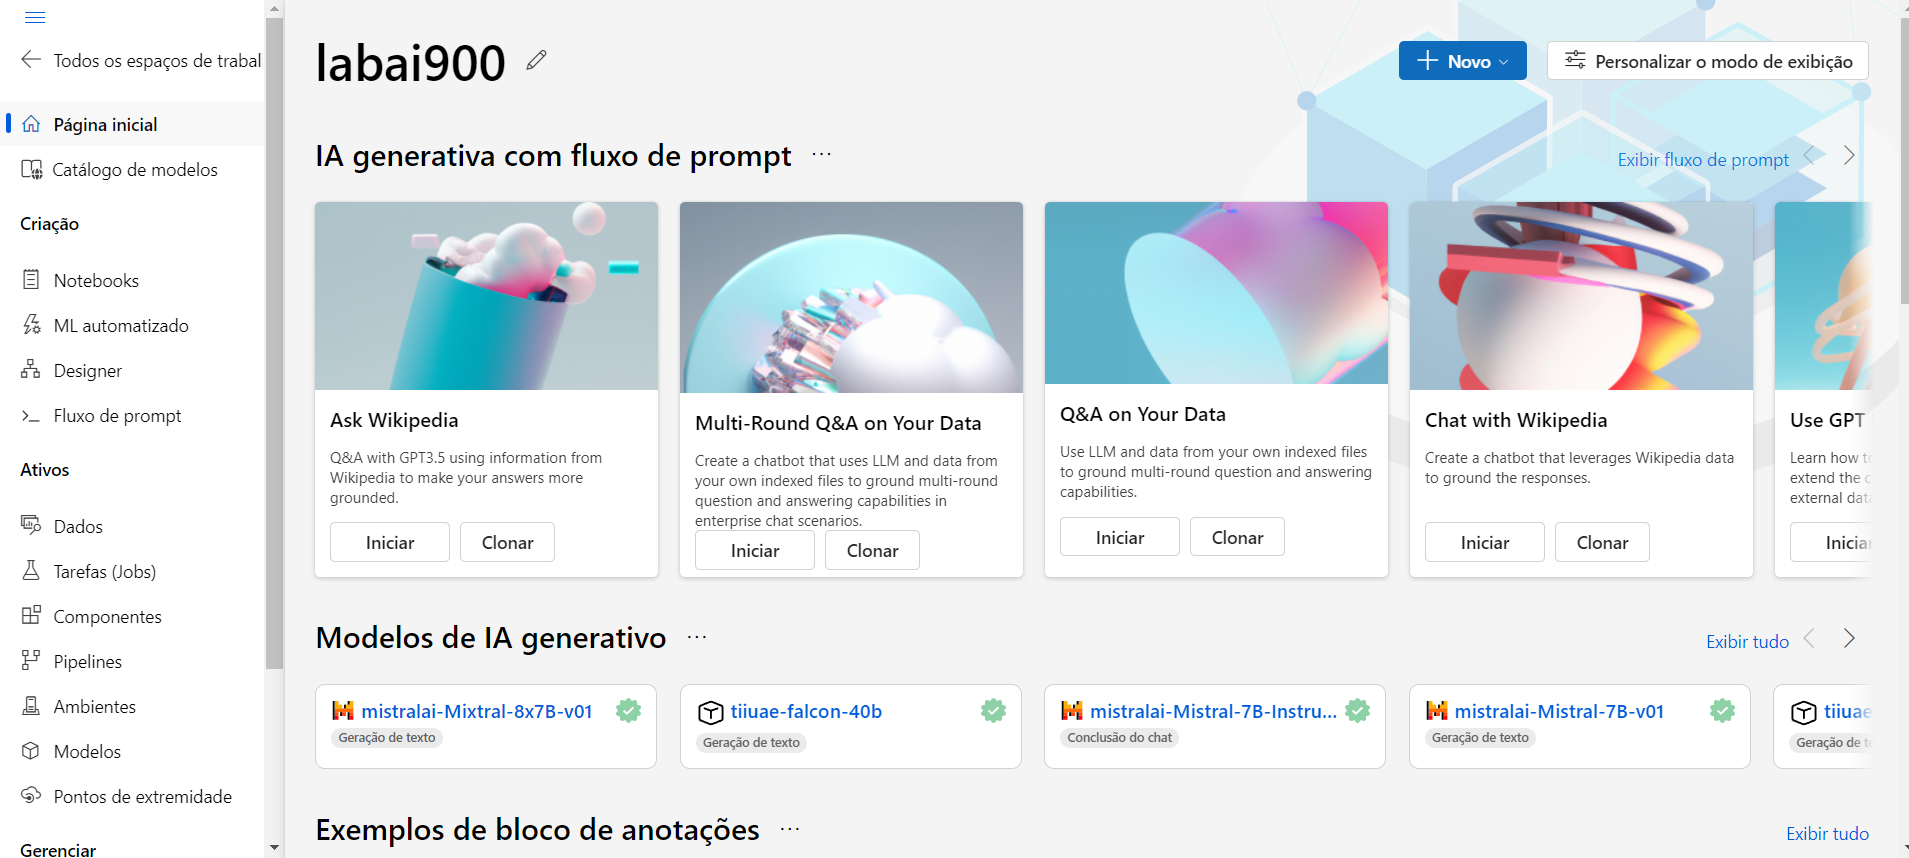 Todos os espaços de trabal
Página inicial
Catálogo de modelos
Criação
Notebooks
ML automatizado
Designer
Fluxo de prompt
Ativos
Dados
Tarefas (Jobs)
Componentes
Pipelines
Ambientes
Modelos
Pontos de extremidade
Gerenciar
labai900
Novo
Personalizar o modo de exibição
IA generativa com fluxo de prompt ...
Exibir fluxo de prompt
Ask Wikipedia
Q&A with GPT3.5 using information from
Wikipedia to make your answers more
grounded.
Iniciar
Clonar
Multi-Round Q&A on Your Data
Create a chatbot that uses LLM and data from
your own indexed files to ground multi-round
question and answering capabilities in
enterprise chat scenarios.
Iniciar
Clonar
Q&A on Your Data
Use LLM and data from your own indexed files
to ground multi-round question and answering
capabilities.
Iniciar
Clonar
Chat with Wikipedia
Create a chatbot that leverages Wikipedia data
to ground the responses.
Iniciar
Clonar
Use GPT
Learn how to
extend the c
external data
Iniciar
Modelos de IA generativo ...
Exibir tudo
mistralai-Mixtral-8x7B-v01
Geração de texto
tiiuae-falcon-40b
Geração de texto
mistralai-Mistral-7B-Instru...
Conclusão do chat
mistralai-Mistral-7B-v01
Geração de texto
tiiuae
Geração de te
Exemplos de bloco de anotações ...
Exibir tudo